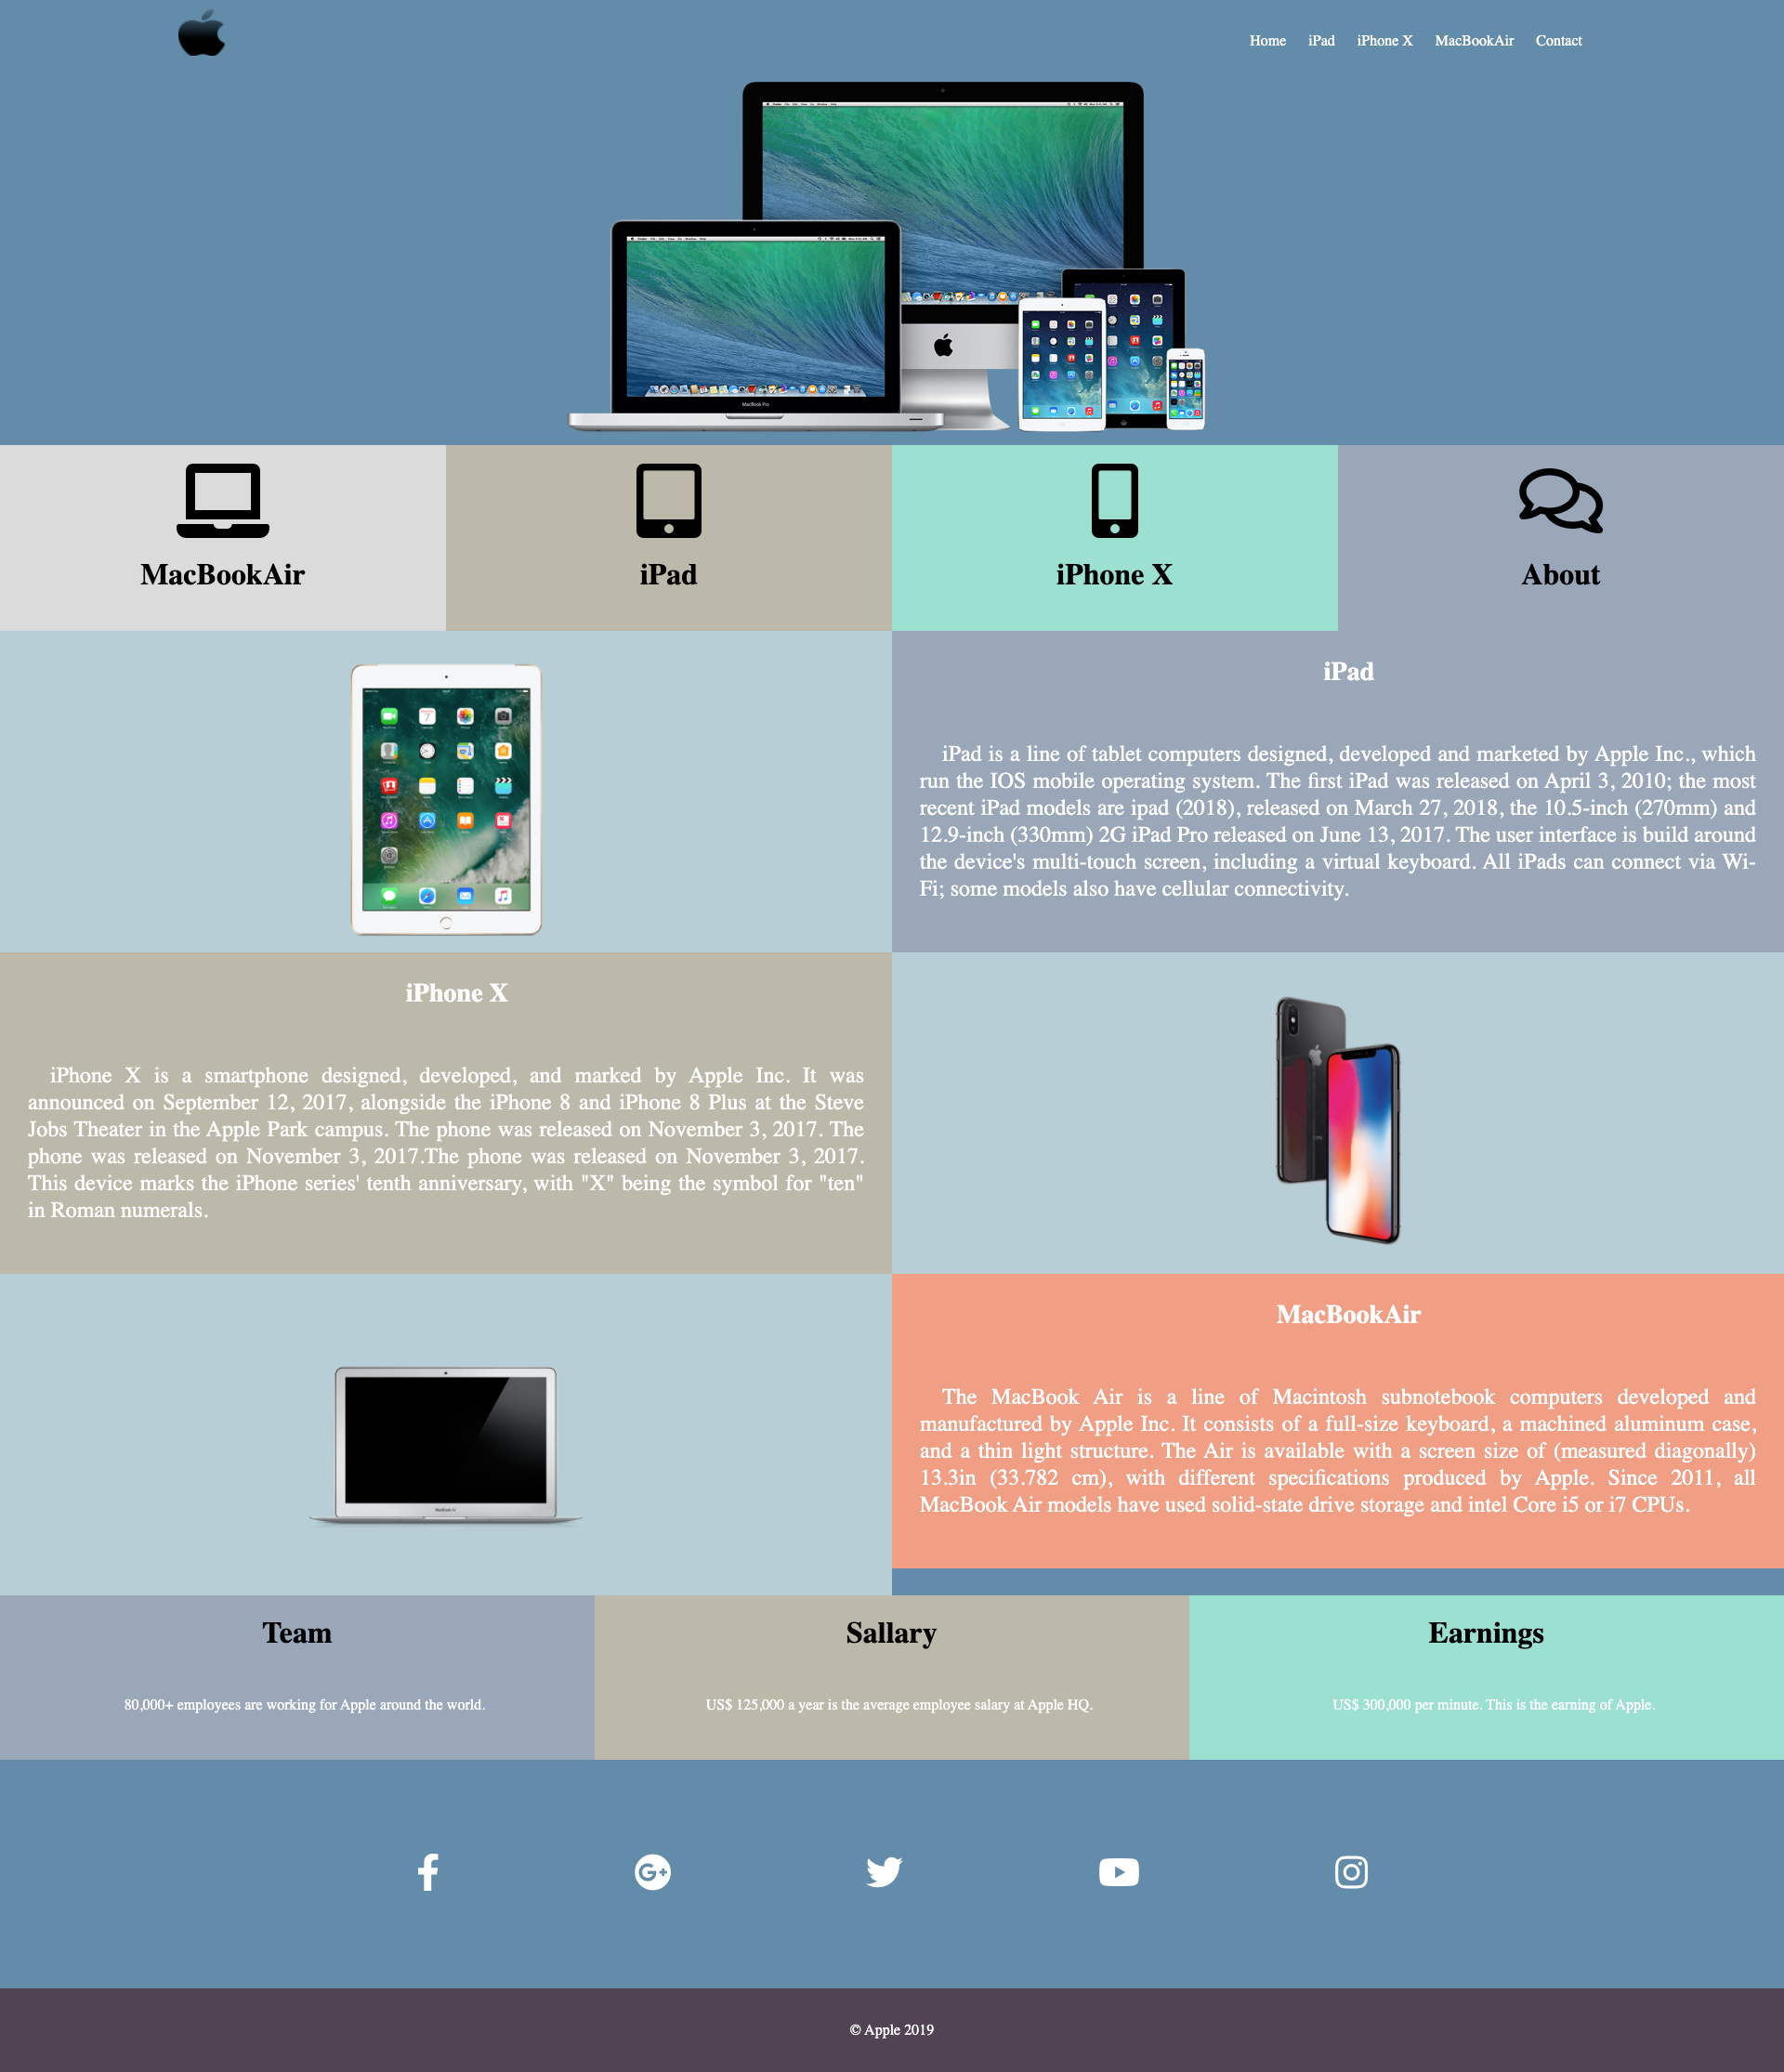 Home iPad iPhone X MacBookAir Contact
MacBook Pro
MacBookAir
iPad
iPhone X
About
iPad
iPad is a line of tablet computers designed, developed and marketed by Apple Inc., which
run the IOS mobile operating system. The first iPad was released on April 3, 2010; the most
recent iPad models are ipad (2018), released on March 27, 2018, the 10.5-inch (270mm) and
12.9-inch (330mm) 2G iPad Pro released on June 13, 2017. The user interface is build around
the device's multi-touch screen, including a virtual keyboard. All iPads can connect via Wi-
Fi; some models also have cellular connectivity.
iPhone X
iPhone X is a smartphone designed, developed, and marked by Apple Inc. It was
announced on September 12, 2017, alongside the iPhone 8 and iPhone 8 Plus at the Steve
Jobs Theater in the Apple Park campus. The phone was released on November 3, 2017. The
phone was released on November 3, 2017.The phone was released on November 3, 2017.
This device marks the iPhone series' tenth anniversary, with "X" being the symbol for "ten"
in Roman numerals.
MacBookAir
The MacBook Air is a line of Macintosh subnotebook computers developed and
manufactured by Apple Inc. It consists of a full-size keyboard, a machined aluminum case,
and a thin light structure. The Air is available with a screen size of (measured diagonally)
13.3in (33.782 cm), with different specifications produced by Apple. Since 2011, all
MacBook Air models have used solid-state drive storage and intel Core i5 or i7 CPUs.
Team
80,000+ employees are working for Apple around the world.
Sallary
US$ 125,000 a year is the average employee salary at Apple HQ.
Earnings
US$ 300,000 per minute. This is the earning of Apple.
© Apple 2019